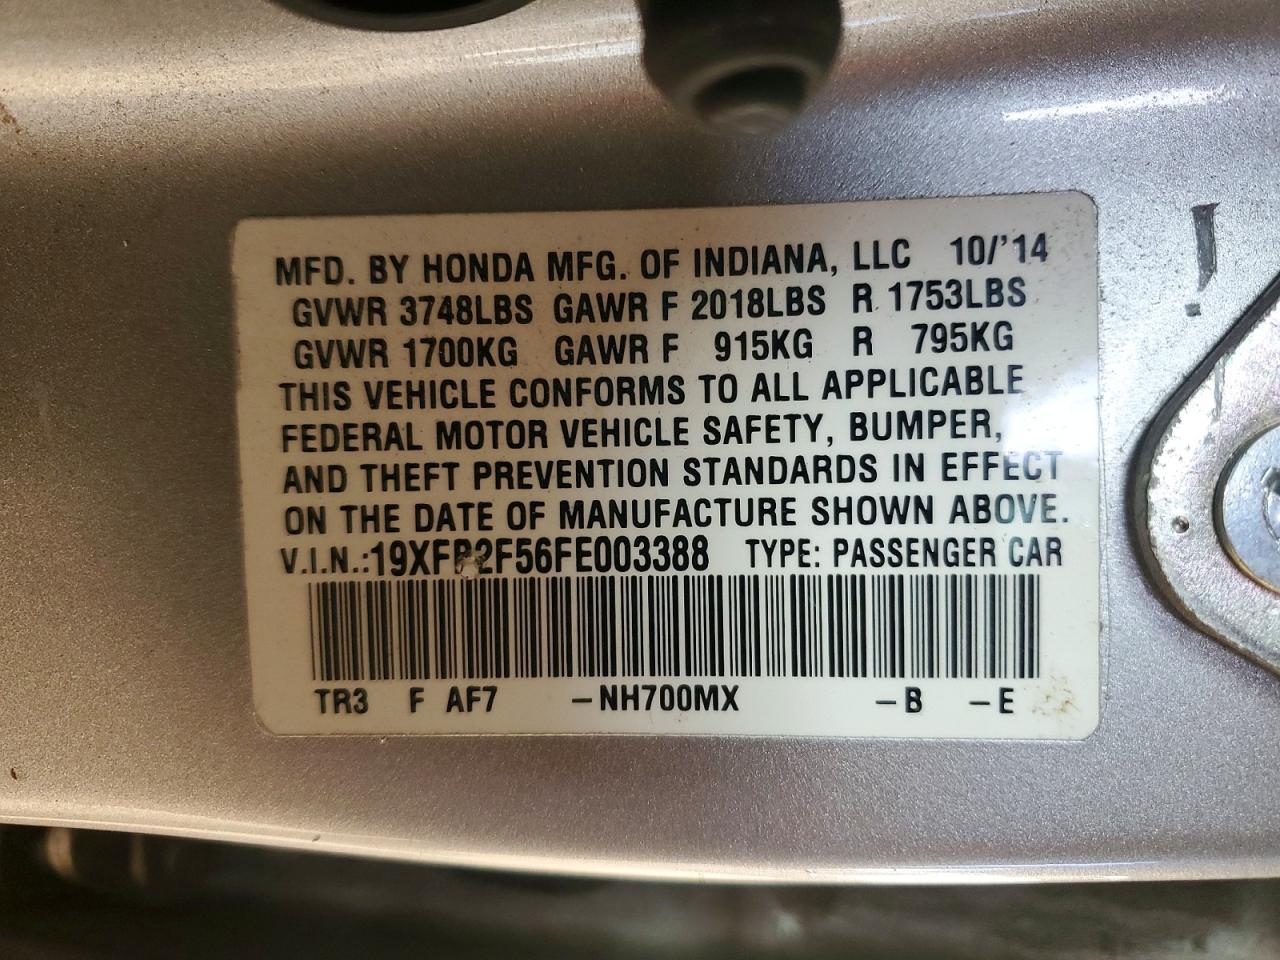 MFD. BY HONDA MFG. OF INDIANA, LLC 10/'14
GVWR 3748LBS GAWR F 2018LBS R 1753LBS
GVWR 1700KG GAWR F 915KG R 795KG
THIS VEHICLE CONFORMS TO ALL APPLICABLE
FEDERAL MOTOR VEHICLE SAFETY, BUMPER,
AND THEFT PREVENTION STANDARDS IN EFFECT
ON THE DATE OF MANUFACTURE SHOWN ABOVE.
V.I.N.:19XFB2F56FE003388 TYPE: PASSENGER CAR
TR3 F AF7 -NH700MX -B -E